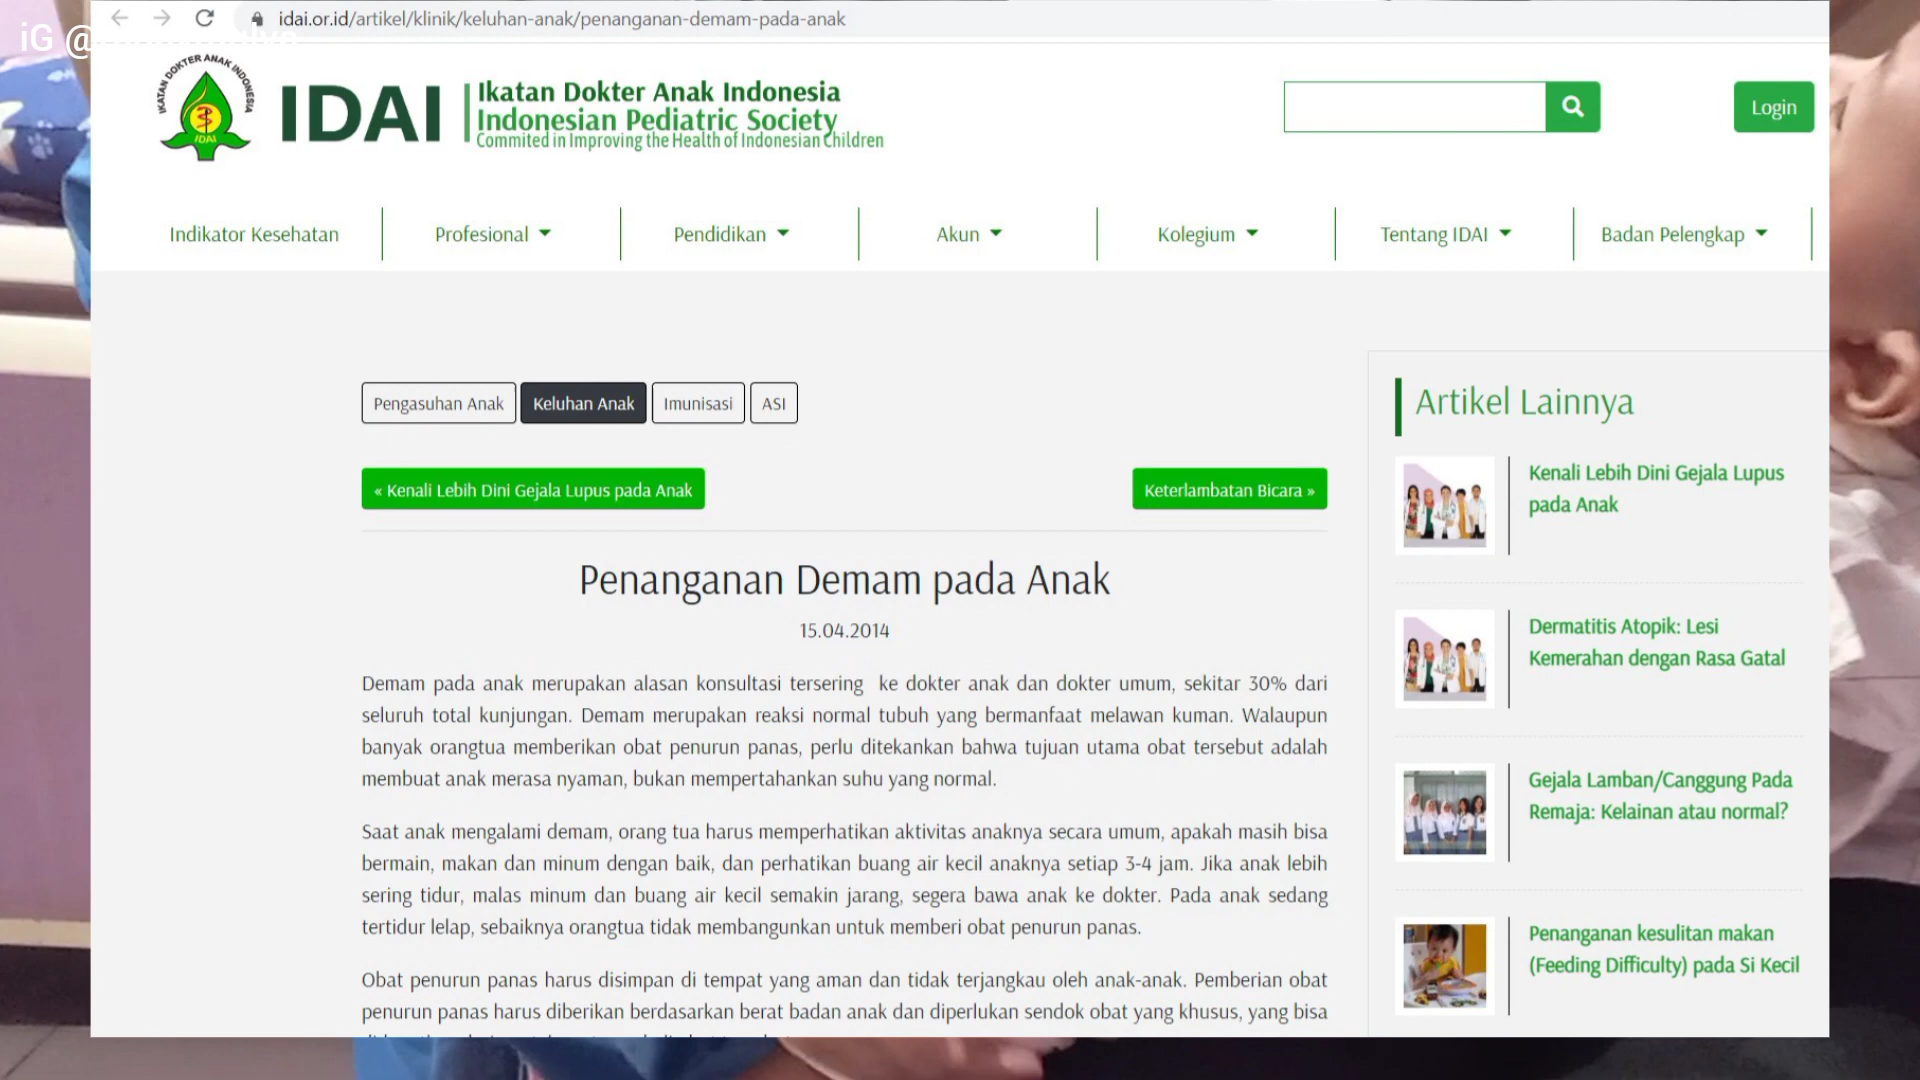 iG @
idai.or.id/artikel/klinik/keluhan-anak/penanganan-demam-pada-anak
IKATAN DOKTER ANAK INDONESIA
IDAI
IDAI
Ikatan Dokter Anak Indonesia
Indonesian Pediatric Society
Commited in Improving the Health of Indonesian Children
Login
Indikator Kesehatan
Profesional
Pendidikan
Akun
Kolegium
Tentang IDAI
Badan Pelengkap
Pengasuhan Anak
Keluhan Anak
Imunisasi
ASI
« Kenali Lebih Dini Gejala Lupus pada Anak
Keterlambatan Bicara »
Penanganan Demam pada Anak
15.04.2014
Demam pada anak merupakan alasan konsultasi tersering ke dokter anak dan dokter umum, sekitar 30% dari
seluruh total kunjungan. Demam merupakan reaksi normal tubuh yang bermanfaat melawan kuman. Walaupun
banyak orangtua memberikan obat penurun panas, perlu ditekankan bahwa tujuan utama obat tersebut adalah
membuat anak merasa nyaman, bukan mempertahankan suhu yang normal.
Saat anak mengalami demam, orang tua harus memperhatikan aktivitas anaknya secara umum, apakah masih bisa
bermain, makan dan minum dengan baik, dan perhatikan buang air kecil anaknya setiap 3-4 jam. Jika anak lebih
sering tidur, malas minum dan buang air kecil semakin jarang, segera bawa anak ke dokter. Pada anak sedang
tertidur lelap, sebaiknya orangtua tidak membangunkan untuk memberi obat penurun panas.
Obat penurun panas harus disimpan di tempat yang aman dan tidak terjangkau oleh anak-anak. Pemberian obat
penurun panas harus diberikan berdasarkan berat badan anak dan diperlukan sendok obat yang khusus, yang bisa
Artikel Lainnya
Kenali Lebih Dini Gejala Lupus
pada Anak
Dermatitis Atopik: Lesi
Kemerahan dengan Rasa Gatal
Gejala Lamban/Canggung Pada
Remaja: Kelainan atau normal?
Penanganan kesulitan makan
(Feeding Difficulty) pada Si Kecil